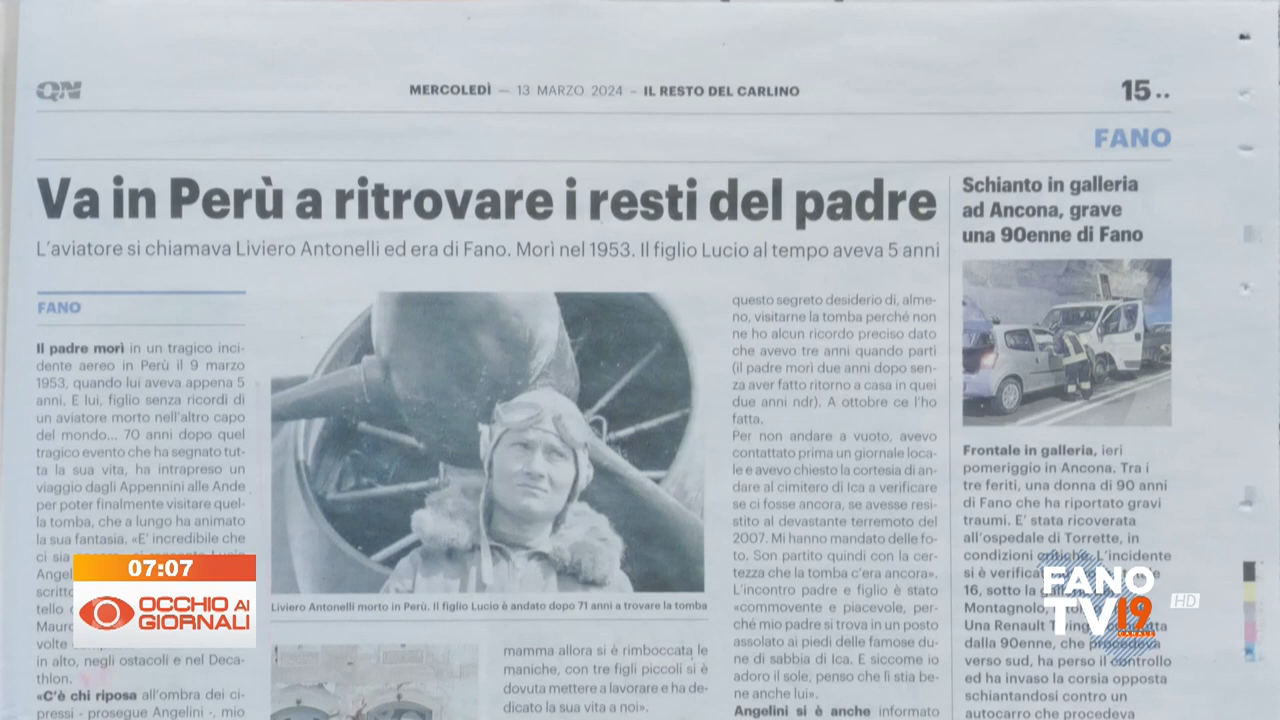 QN
MERCOLEDÌ — 13 MARZO 2024 – IL RESTO DEL CARLINO
15..
FANO
Va in Perù a ritrovare i resti del padre
L'aviatore si chiamava Liviero Antonelli ed era di Fano. Morì nel 1953. Il figlio Lucio al tempo aveva 5 anni
FANO
Il padre morì in un tragico inci-
dente aereo in Perù il 9 marzo
1953, quando lui aveva appena 5
anni. E lui, figlio senza ricordi di
un aviatore morto nell'altro capo
del mondo... 70 anni dopo quel
tragico evento che ha segnato tut-
ta la sua vita, ha intrapreso un
viaggio dagli Appennini alle Ande
per poter finalmente visitare quel-
la tomba, che a lungo ha animato
la sua fantasia. «E' incredibile che
ci sia
Angel
scritto
tello
Mauro
volte
in alto, negli ostacoli e nel Deca-
thlon.
«C'è chi riposa all'ombra dei ci-
pressi - prosegue Angelini -, mio
Liviero Antonelli morto in Perù. Il figlio Lucio è andato dopo 71 anni a trovare la tomba
mamma allora si è rimboccata le
maniche, con tre figli piccoli si è
dovuta mettere a lavorare e ha de-
dicato la sua vita a noi».
questo segreto desiderio di, alme-
no, visitarne la tomba perché non
ne ho alcun ricordo preciso dato
che avevo tre anni quando partì
(il padre morì due anni dopo sen-
za aver fatto ritorno a casa in quei
due anni ndr). A ottobre ce l'ho
fatta.
Per non andare a vuoto, avevo
contattato prima un giornale loca-
le e avevo chiesto la cortesia di an-
dare al cimitero di Ica a verificare
se ci fosse ancora, se avesse resi-
stito al devastante terremoto del
2007. Mi hanno mandato delle fo-
to. Son partito quindi con la cer-
tezza che la tomba c'era ancora».
L'incontro padre e figlio è stato
«commovente e piacevole, per-
ché mio padre si trova in un posto
assolato ai piedi delle famose du-
ne di sabbia di Ica. E siccome io
adoro il sole, penso che lì stia be-
ne anche lui».
Angelini si è anche informato
Schianto in galleria
ad Ancona, grave
una 90enne di Fano
Frontale in galleria, ieri
pomeriggio in Ancona. Tra i
tre feriti, una donna di 90 anni
di Fano che ha riportato gravi
traumi. E' stata ricoverata
all'ospedale di Torrette, in
condizioni critiche. L'incidente
si è verifica
16, sotto la
Montagnolo
Una Renault
dalla 90enne, che procedeva
verso sud, ha perso il controllo
ed ha invaso la corsia opposta
schiantandosi contro un
autocarro che procedeva
07:07
OCCHIO AI
GIORNALI
FANO
TV19
CANALE
HD